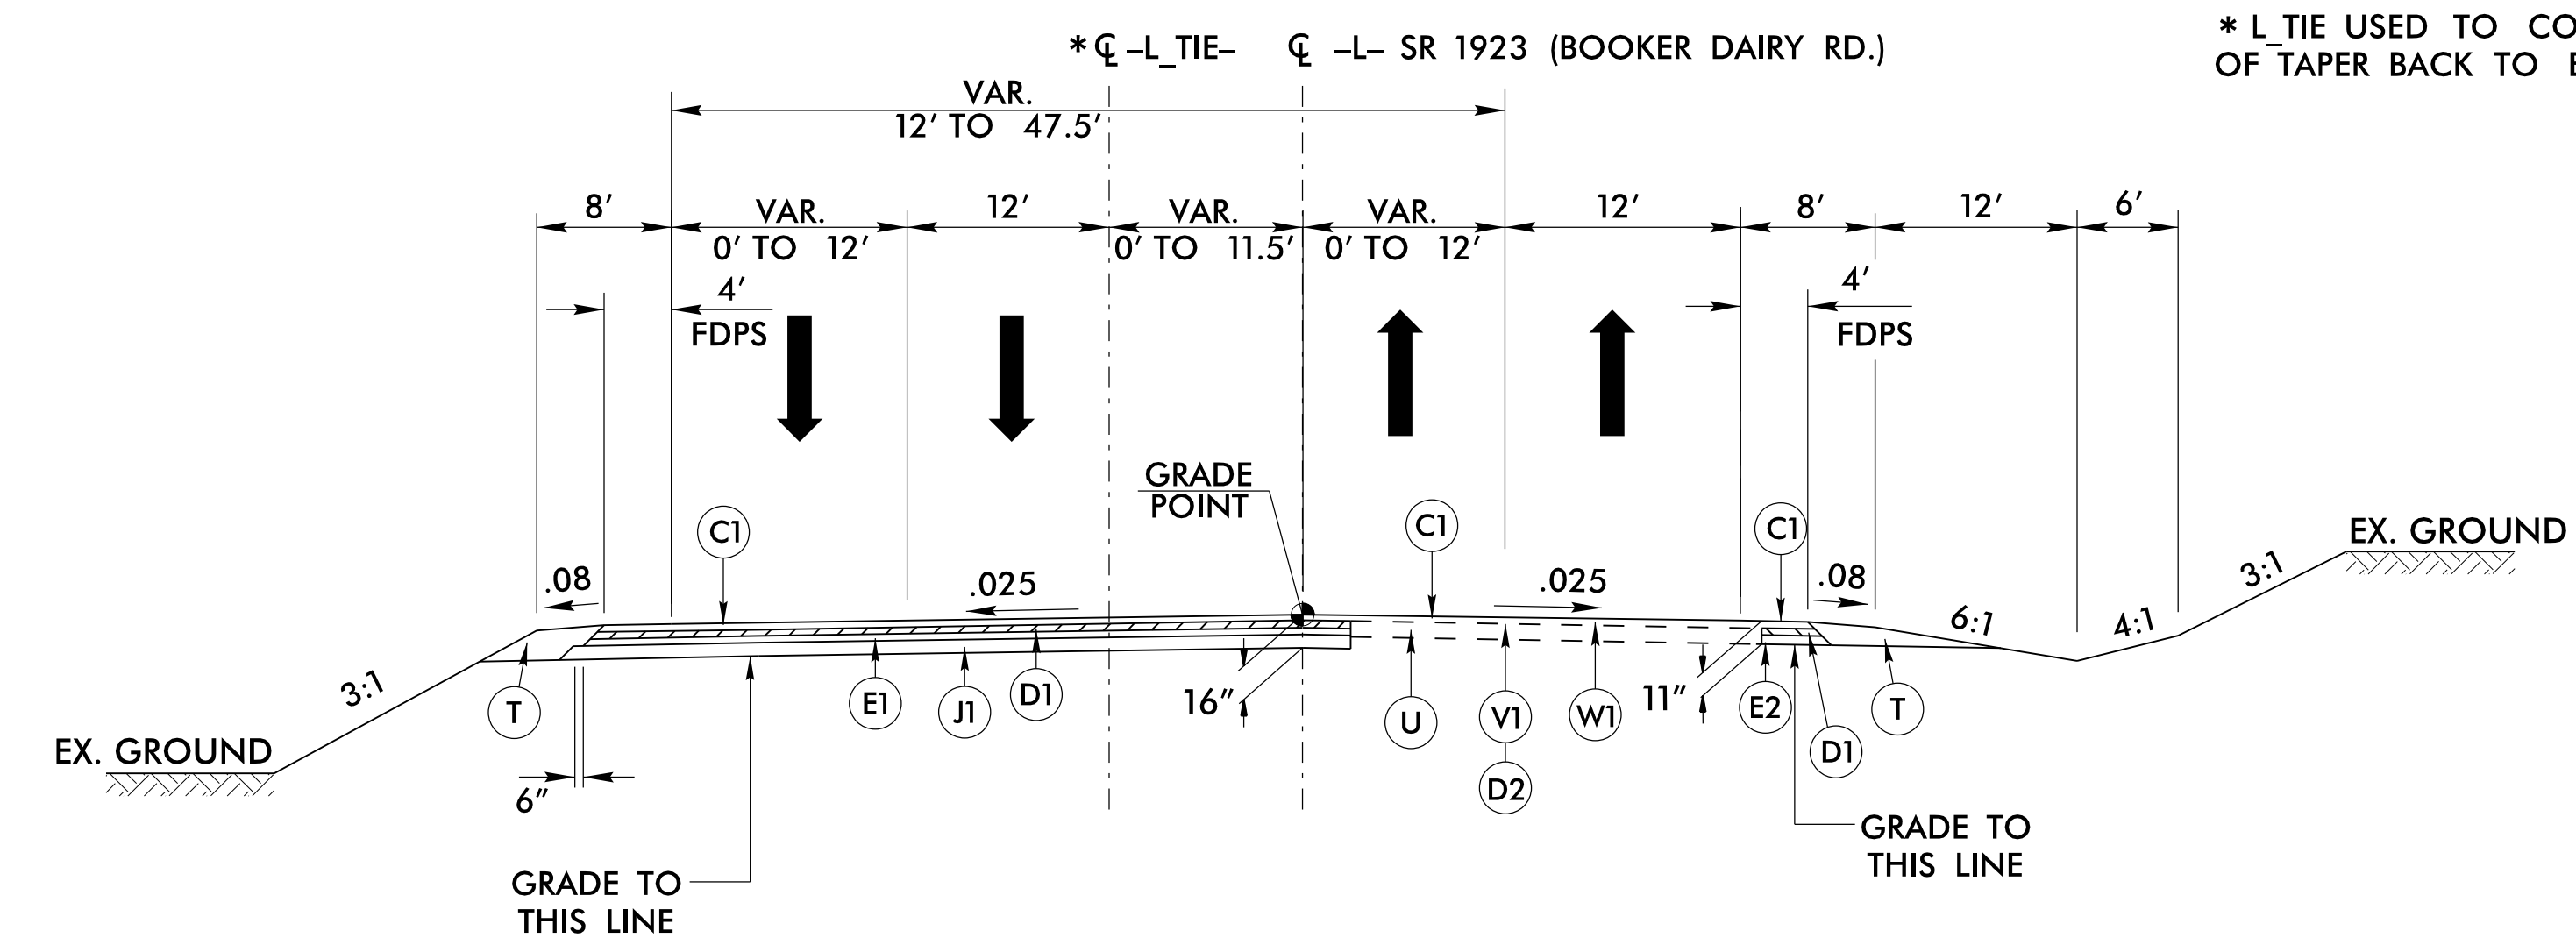 * ℄ –L_TIE– ℄ –L– SR 1923 (BOOKER DAIRY RD.)
* L_TIE USED TO CO
OF TAPER BACK TO E
VAR.
12' TO 47.5'
8'
VAR.
0' TO 12'
12'
VAR.
0' TO 11.5'
VAR.
0' TO 12'
12'
8'
12'
6'
4'
FDPS
4'
FDPS
GRADE
POINT
C1
C1
C1
EX. GROUND
.08
.025
.025
.08
6:1
4:1
3:1
3:1
T
E1
J1
D1
16"
U
V1
D2
W1
11"
E2
D1
T
EX. GROUND
6"
GRADE TO
THIS LINE
GRADE TO
THIS LINE